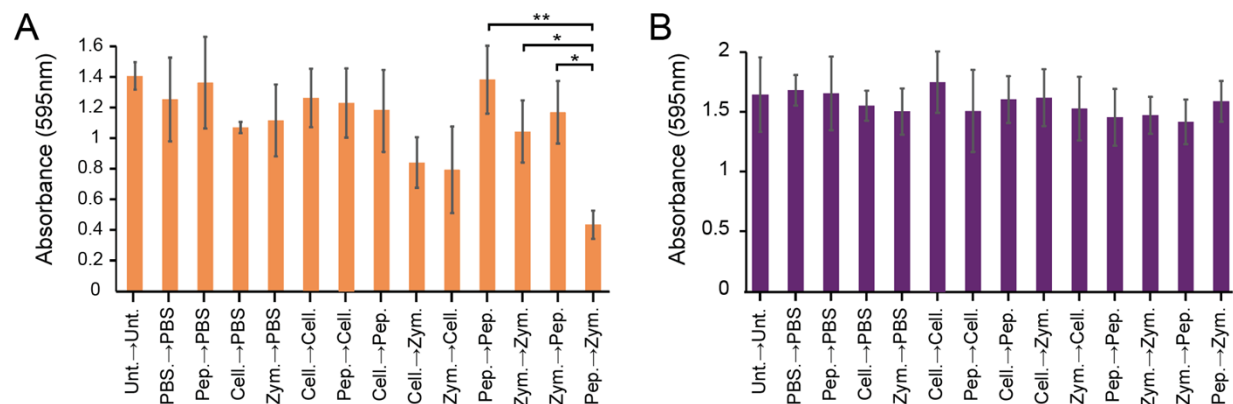 A
Absorbance (595nm)
1.6
1.4
1.2
1
0.8
0.6
0.4
0.2
0
**
*
*
Unt.→Unt.
PBS.→PBS
Pep.→PBS
Cell.→PBS
Zym.→PBS
Cell.→Cell.
Pep.→Cell.
Cell.→Pep.
Cell.→Zym.
Zym.→Cell.
Pep.→Pep.
Zym.→Zym.
Zym.→Pep.
Pep.→Zym.
B
Absorbance (595nm)
2
1.5
1
0.5
0
Unt.→Unt.
PBS.→PBS
Pep.→PBS
Cell.→PBS
Zym.→PBS
Cell.→Cell.
Pep.→Cell.
Cell.→Pep.
Cell.→Zym.
Zym.→Cell.
Pep.→Pep.
Zym.→Zym.
Zym.→Pep.
Pep.→Zym.